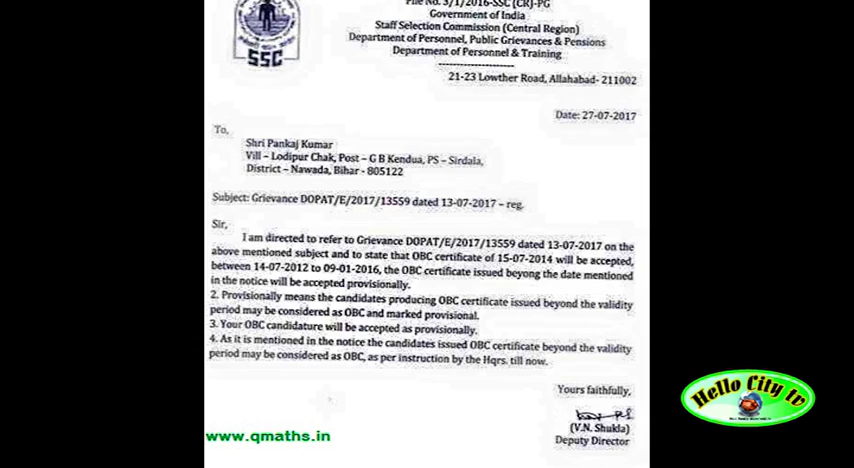 File No. 3/1/2016-SSC (CR)-PG
Government of India
Staff Selection Commission (Central Region)
Department of Personnel, Public Grievances & Pensions
Department of Personnel & Training
----------------------
SSC
21-23 Lowther Road, Allahabad- 211002
Date: 27-07-2017
To,
Shri Pankaj Kumar
Vill – Lodipur Chak, Post – G B Kendua, PS – Sirdala,
District – Nawada, Bihar - 805122
Subject: Grievance DOPAT/E/2017/13559 dated 13-07-2017 – reg.
Sir,
I am directed to refer to Grievance DOPAT/E/2017/13559 dated 13-07-2017 on the
above mentioned subject and to state that OBC certificate of 15-07-2014 will be accepted,
between 14-07-2012 to 09-01-2016, the OBC certificate issued beyong the date mentioned
in the notice will be accepted provisionally.
2. Provisionally means the candidates producing OBC certificate issued beyond the validity
period may be considered as OBC and marked provisional.
3. Your OBC candidature will be accepted as provisionally.
4. As it is mentioned in the notice the candidates issued OBC certificate beyond the validity
period may be considered as OBC, as per instruction by the Hqrs. till now.
Yours faithfully,
(V.N. Shukla)
Deputy Director
www.qmaths.in
Hello City tv